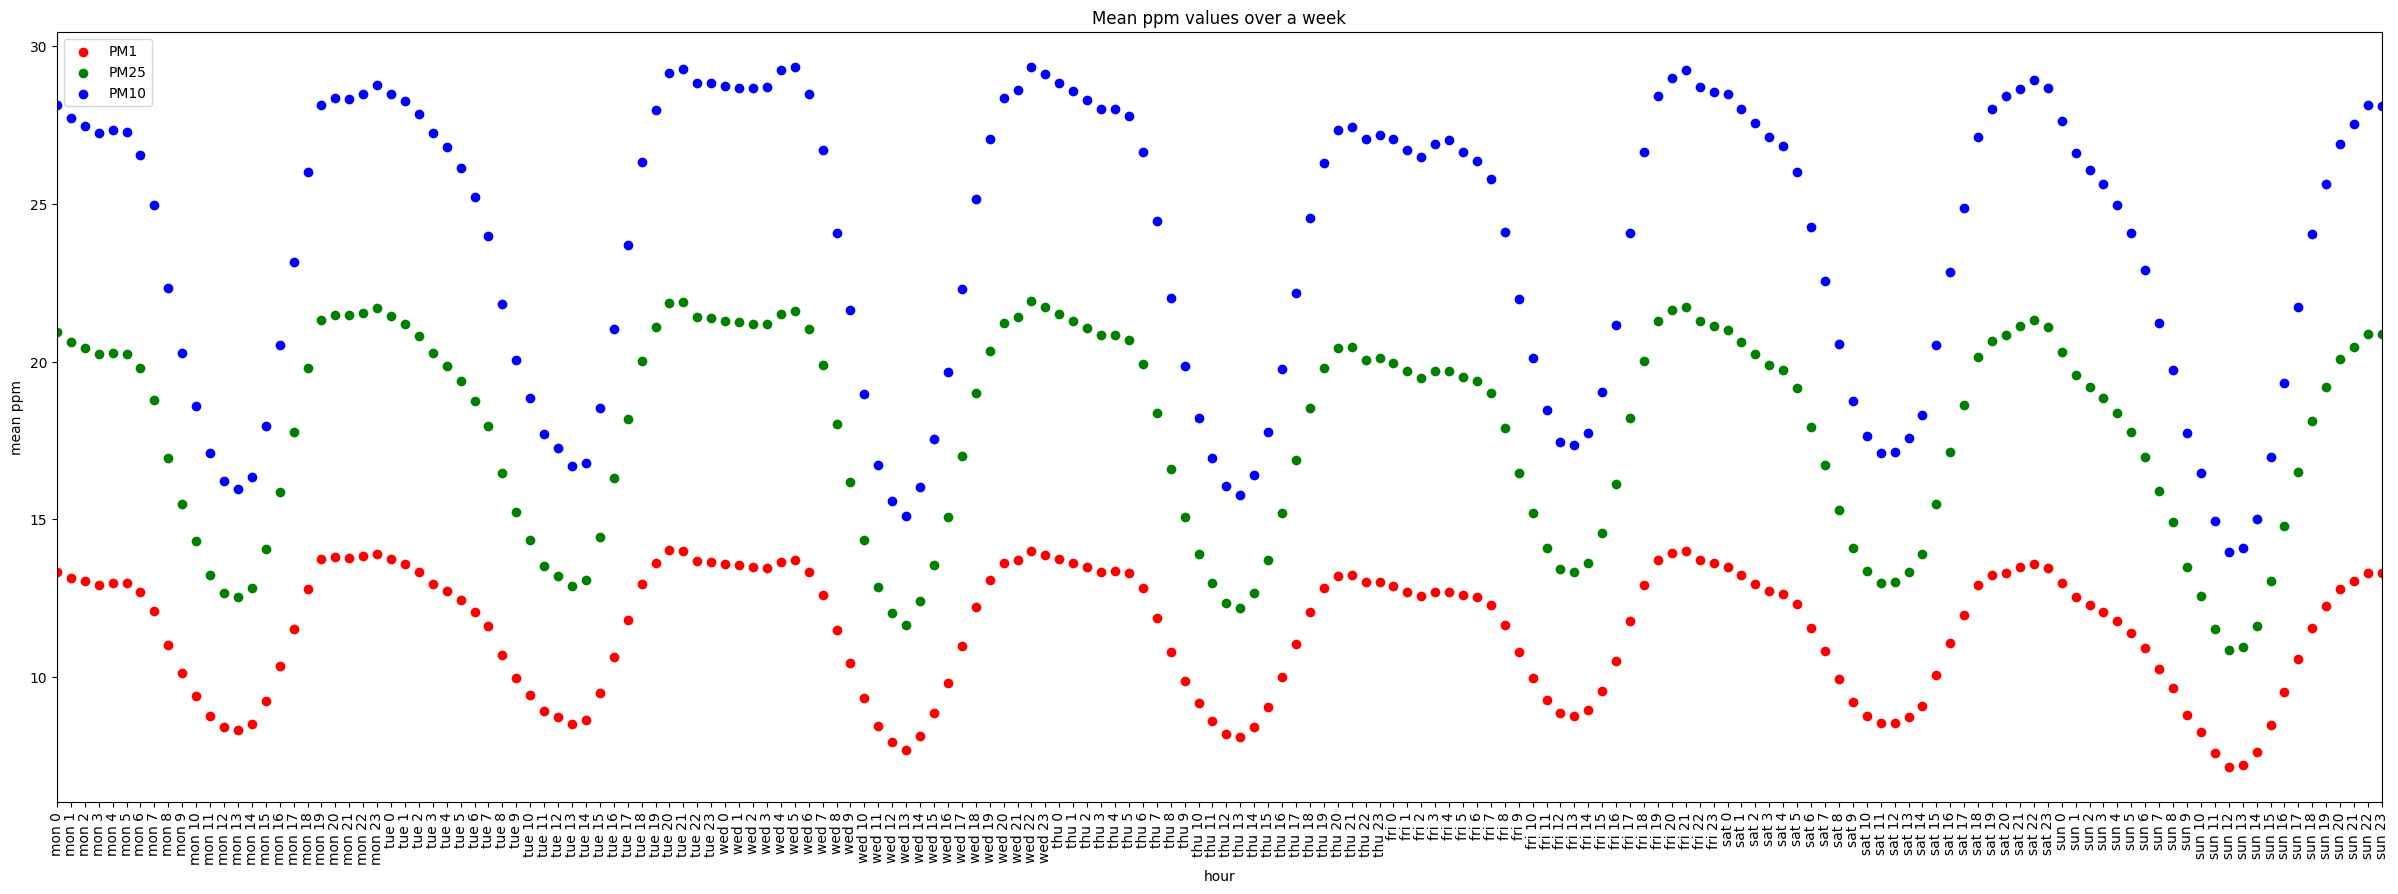 Mean ppm values over a week
PM1
PM25
PM10
30
25
20
15
10
mean ppm
mon 0
mon 1
mon 2
mon 3
mon 4
mon 5
mon 6
mon 7
mon 8
mon 9
mon 10
mon 11
mon 12
mon 13
mon 14
mon 15
mon 16
mon 17
mon 18
mon 19
mon 20
mon 21
mon 22
mon 23
tue 0
tue 1
tue 2
tue 3
tue 4
tue 5
tue 6
tue 7
tue 8
tue 9
tue 10
tue 11
tue 12
tue 13
tue 14
tue 15
tue 16
tue 17
tue 18
tue 19
tue 20
tue 21
tue 22
tue 23
wed 0
wed 1
wed 2
wed 3
wed 4
wed 5
wed 6
wed 7
wed 8
wed 9
wed 10
wed 11
wed 12
wed 13
wed 14
wed 15
wed 16
wed 17
wed 18
wed 19
wed 20
wed 21
wed 22
wed 23
thu 0
thu 1
thu 2
thu 3
thu 4
thu 5
thu 6
thu 7
thu 8
thu 9
thu 10
thu 11
thu 12
thu 13
thu 14
thu 15
thu 16
thu 17
thu 18
thu 19
thu 20
thu 21
thu 22
thu 23
fri 0
fri 1
fri 2
fri 3
fri 4
fri 5
fri 6
fri 7
fri 8
fri 9
fri 10
fri 11
fri 12
fri 13
fri 14
fri 15
fri 16
fri 17
fri 18
fri 19
fri 20
fri 21
fri 22
fri 23
sat 0
sat 1
sat 2
sat 3
sat 4
sat 5
sat 6
sat 7
sat 8
sat 9
sat 10
sat 11
sat 12
sat 13
sat 14
sat 15
sat 16
sat 17
sat 18
sat 19
sat 20
sat 21
sat 22
sat 23
sun 0
sun 1
sun 2
sun 3
sun 4
sun 5
sun 6
sun 7
sun 8
sun 9
sun 10
sun 11
sun 12
sun 13
sun 14
sun 15
sun 16
sun 17
sun 18
sun 19
sun 20
sun 21
sun 22
sun 23
hour